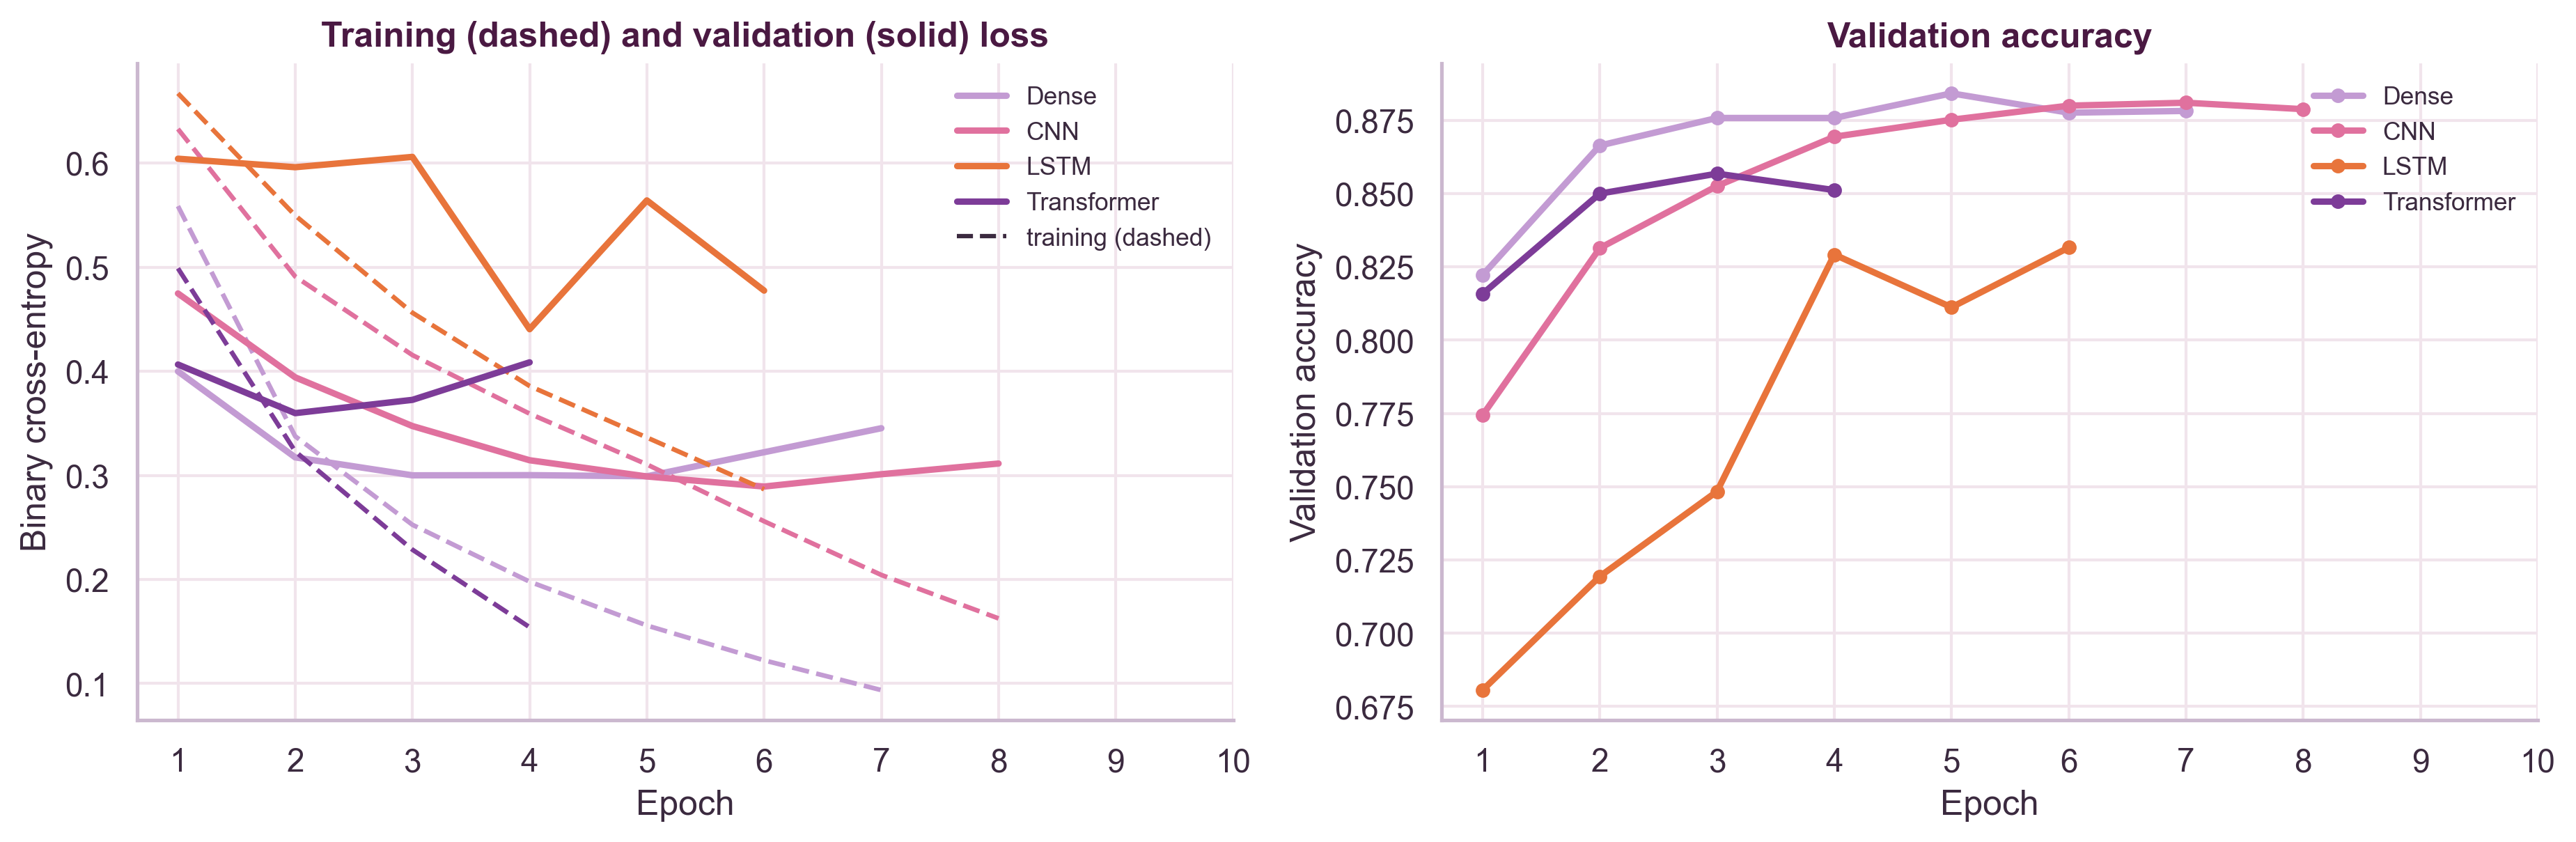 Training (dashed) and validation (solid) loss
Binary cross-entropy
0.6
0.5
0.4
0.3
0.2
0.1
1 2 3 4 5 6 7 8 9 10
Epoch
Dense
CNN
LSTM
Transformer
training (dashed)
Validation accuracy
Validation accuracy
0.875
0.850
0.825
0.800
0.775
0.750
0.725
0.700
0.675
1 2 3 4 5 6 7 8 9 10
Epoch
Dense
CNN
LSTM
Transformer